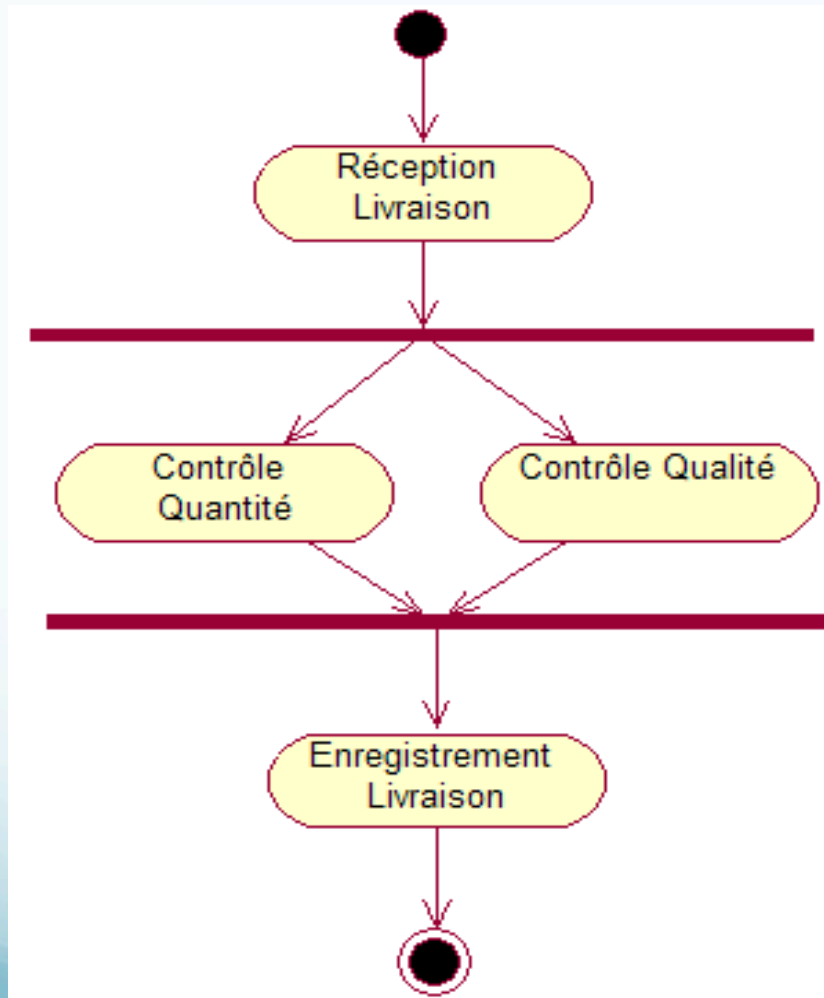 Réception
Livraison
Contrôle
Quantité
Contrôle Qualité
Enregistrement
Livraison